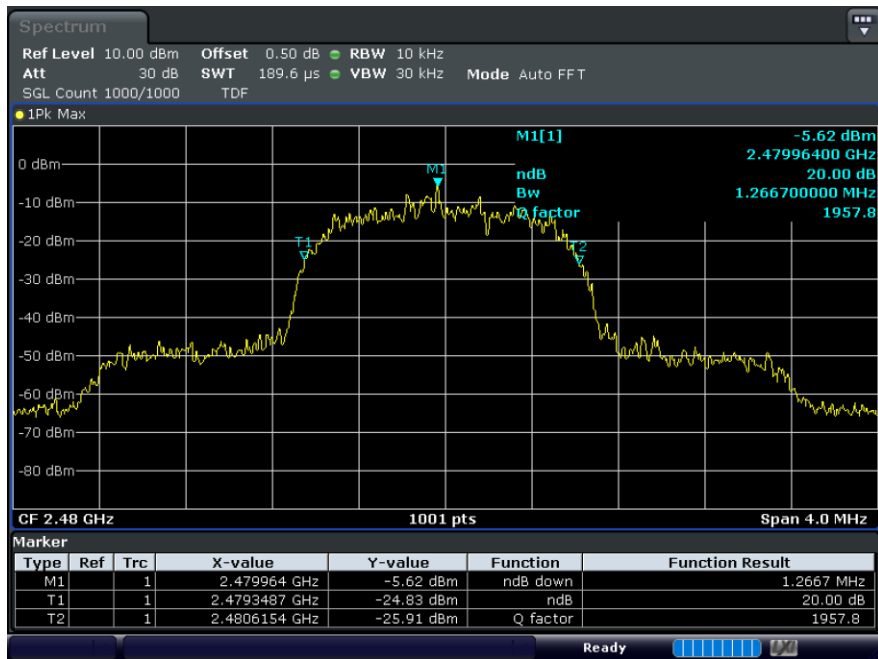 Spectrum
Ref Level 10.00 dBm Offset 0.50 dB RBW 10 kHz
Att 30 dB SWT 189.6 µs VBW 30 kHz Mode Auto FFT
SGL Count 1000/1000 TDF
1Pk Max
M1[1] -5.62 dBm
2.47996400 GHz
ndB 20.00 dB
Bw 1.266700000 MHz
Q factor 1957.8
0 dBm
M1
-10 dBm
-20 dBm
T1
T2
-30 dBm
-40 dBm
-50 dBm
-60 dBm
-70 dBm
-80 dBm
CF 2.48 GHz 1001 pts Span 4.0 MHz
Marker
Type Ref Trc X-value Y-value Function Function Result
M1 1 2.479964 GHz -5.62 dBm ndB down 1.2667 MHz
T1 1 2.4793487 GHz -24.83 dBm ndB 20.00 dB
T2 1 2.4806154 GHz -25.91 dBm Q factor 1957.8
Ready